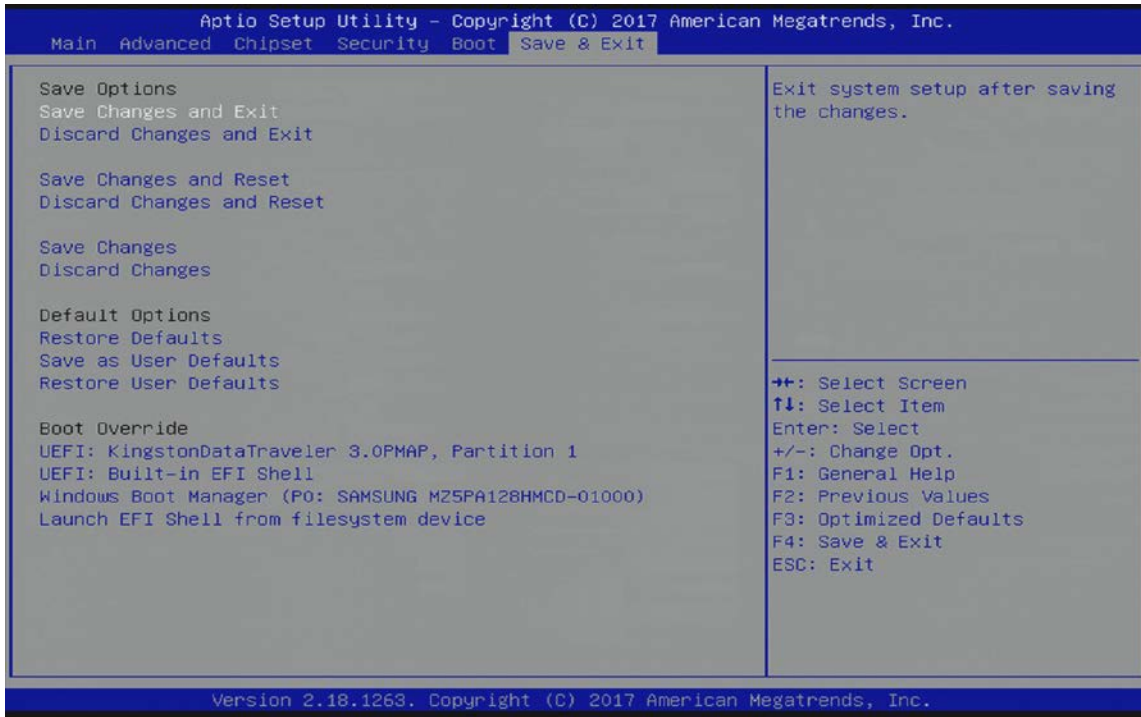 Aptio Setup Utility – Copyright (C) 2017 American Megatrends, Inc.
Main Advanced Chipset Security Boot Save & Exit
Save Options
Save Changes and Exit
Discard Changes and Exit
Save Changes and Reset
Discard Changes and Reset
Save Changes
Discard Changes
Default Options
Restore Defaults
Save as User Defaults
Restore User Defaults
Boot Override
UEFI: KingstonDataTraveler 3.0PMAP, Partition 1
UEFI: Built-in EFI Shell
Windows Boot Manager (P0: SAMSUNG MZ5PA128HMCD-01000)
Launch EFI Shell from filesystem device
Exit system setup after saving
the changes.
→←: Select Screen
↑↓: Select Item
Enter: Select
+/-: Change Opt.
F1: General Help
F2: Previous Values
F3: Optimized Defaults
F4: Save & Exit
ESC: Exit
Version 2.18.1263. Copyright (C) 2017 American Megatrends, Inc.